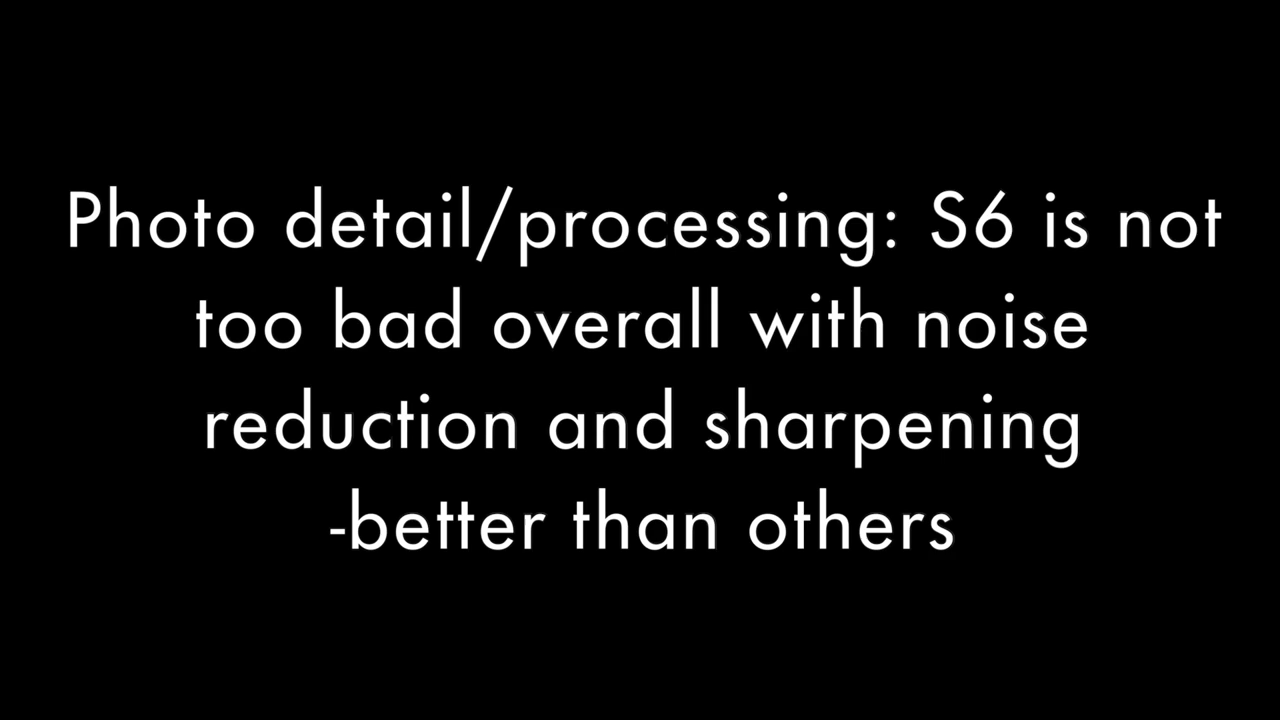 Photo detail/processing: S6 is not
too bad overall with noise
reduction and sharpening
-better than others